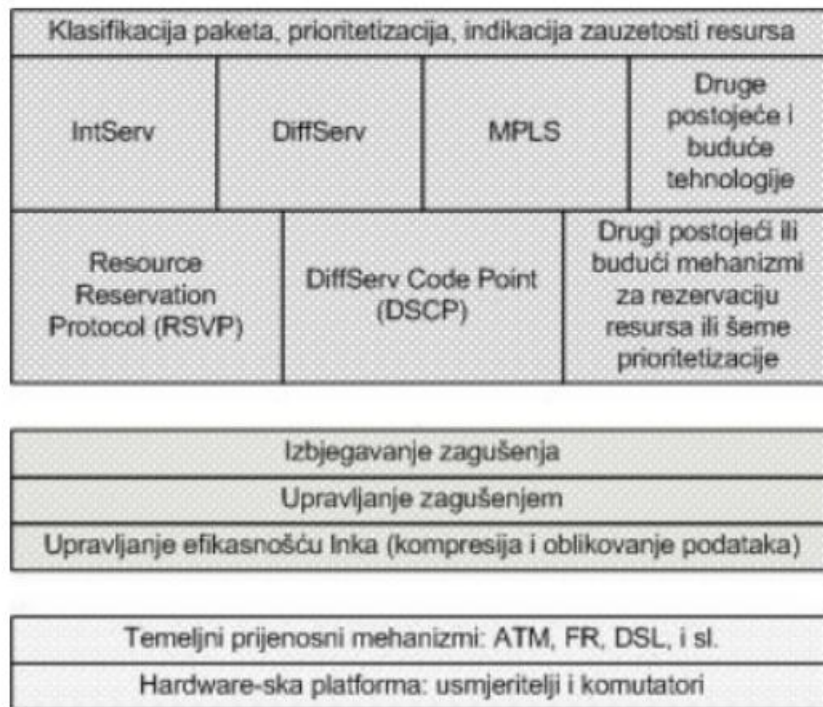 Klasifikacija paketa, prioritetizacija, indikacija zauzetosti resursa
IntServ
DiffServ
MPLS
Druge
postojeće i
buduće
tehnologije
Resource
Reservation
Protocol (RSVP)
DiffServ Code Point
(DSCP)
Drugi postojeći ili
budući mehanizmi
za rezervaciju
resursa ili šeme
prioritetizacije
Izbjegavanje zagušenja
Upravljanje zagušenjem
Upravljanje efikasnošću lnka (kompresija i oblikovanje podataka)
Temeljni prijenosni mehanizmi: ATM, FR, DSL, i sl.
Hardware-ska platforma: usmjeritelji i komutatori